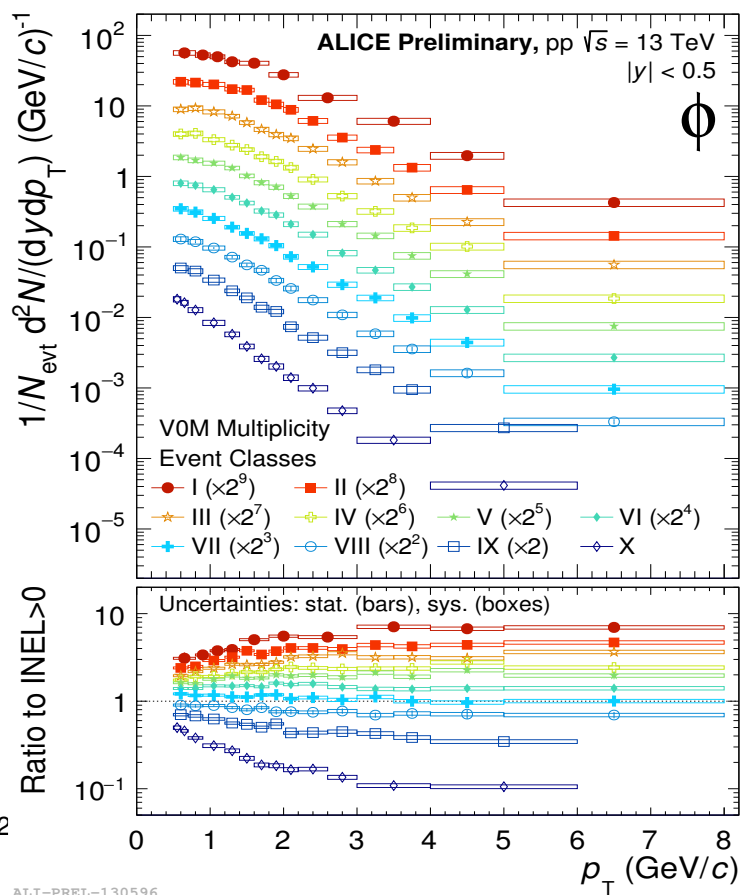 ALICE Preliminary, pp √s = 13 TeV
|y| < 0.5
ϕ
1/N_evt d²N/(dydp_T) (GeV/c)⁻¹
10²
10
1
10⁻¹
10⁻²
10⁻³
10⁻⁴
10⁻⁵
V0M Multiplicity
Event Classes
I (×2⁹) II (×2⁸)
III (×2⁷) IV (×2⁶) V (×2⁵) VI (×2⁴)
VII (×2³) VIII (×2²) IX (×2) X
Uncertainties: stat. (bars), sys. (boxes)
Ratio to INEL>0
10
1
10⁻¹
0 1 2 3 4 5 6 7 8
2
p_T (GeV/c)
ALI-PREL-130596